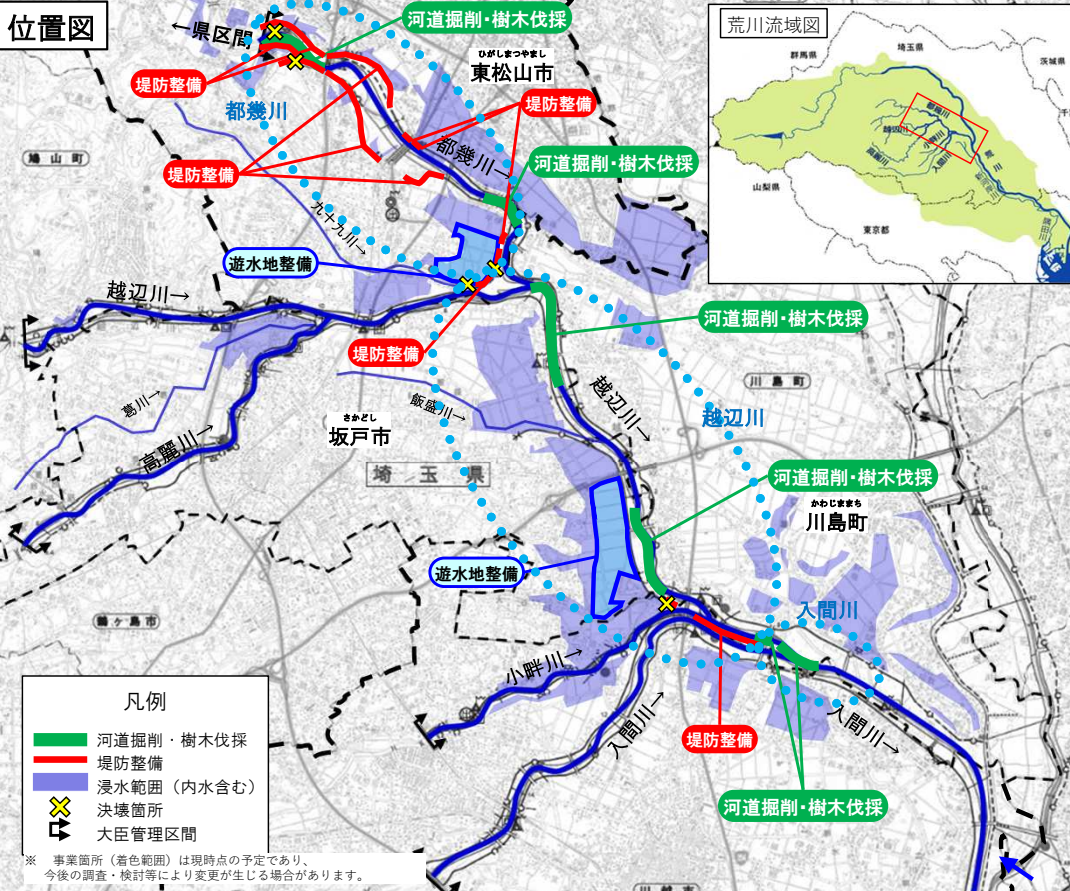 位置図
←県区間
河道掘削・樹木伐採
ひがしまつやまし
東松山市
堤防整備
都幾川
堤防整備
都幾川→
鳩山町
堤防整備
河道掘削・樹木伐採
九十九川→
遊水地整備
越辺川→
河道掘削・樹木伐採
堤防整備
川島町
葛川→
飯盛川→
越辺川→
越辺川
さかどし
坂戸市
高麗川→
埼玉県
河道掘削・樹木伐採
かわじままち
川島町
遊水地整備
入間川
鶴ヶ島市
小畔川→
入間川→
堤防整備
入間川→
河道掘削・樹木伐採
荒川流域図
群馬県
埼玉県
茨城県
千
都幾川
越辺川
山梨県
東京都
凡例
河道掘削・樹木伐採
堤防整備
浸水範囲（内水含む）
決壊箇所
大臣管理区間
※　事業箇所（着色範囲）は現時点の予定であり、
今後の調査・検討等により変更が生じる場合があります。